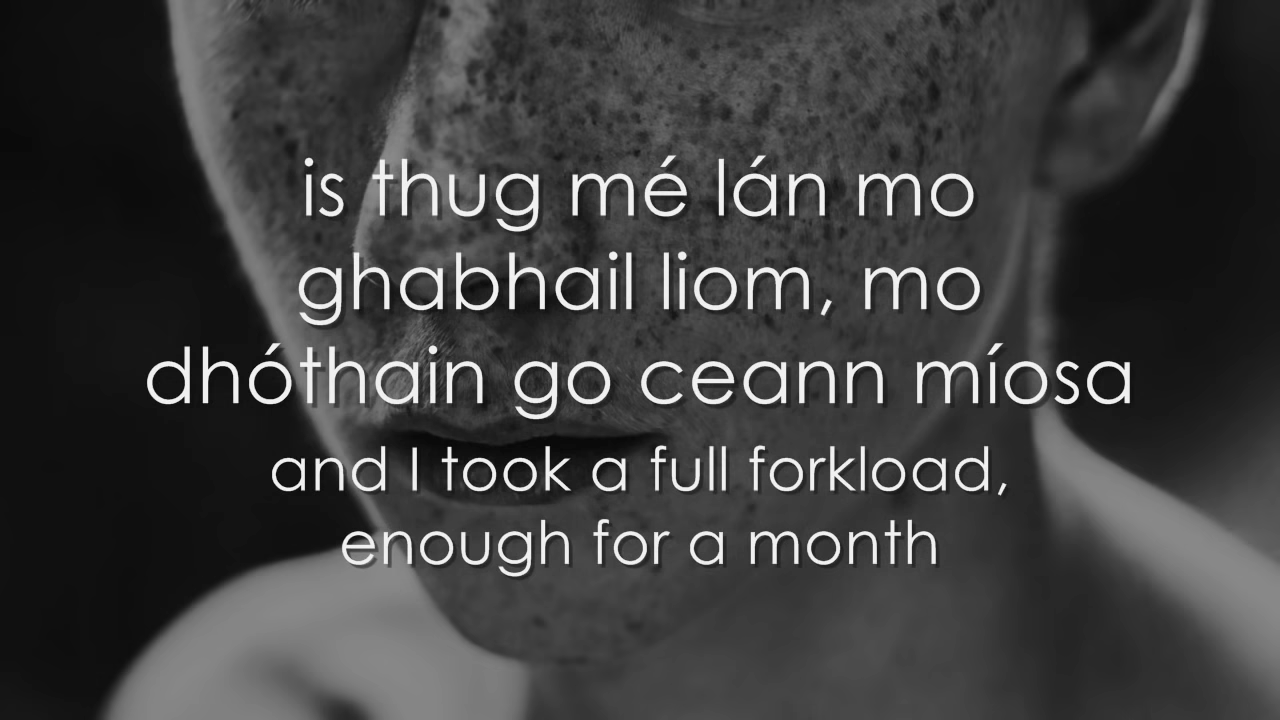 is thug mé lán mo
ghabhail liom, mo
dhóthain go ceann míosa
and I took a full forkload,
enough for a month